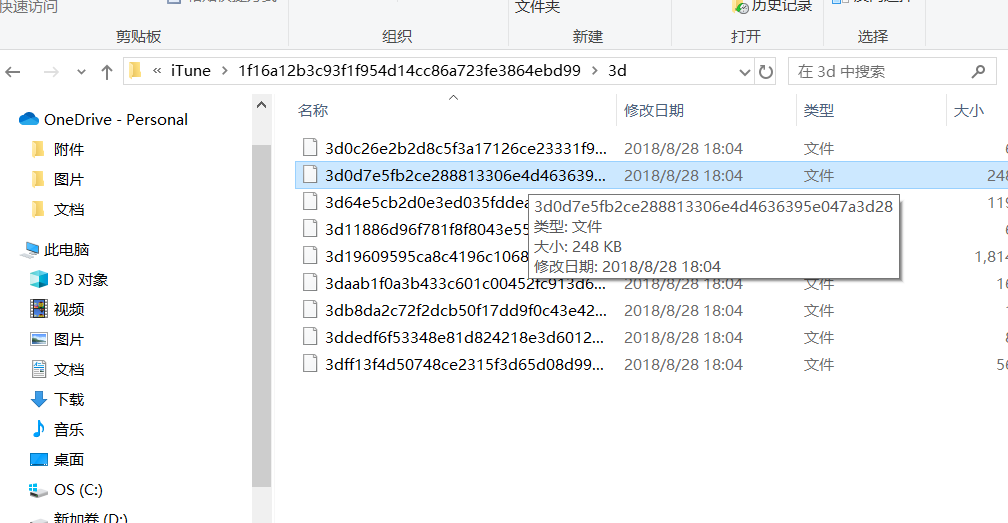 快速访问
文件夹
历史记录
剪贴板
组织
新建
打开
选择
« iTune › 1f16a12b3c93f1f954d14cc86a723fe3864ebd99 › 3d
在 3d 中搜索
OneDrive - Personal
附件
图片
文档
此电脑
3D 对象
视频
图片
文档
下载
音乐
桌面
OS (C:)
新加卷 (D:)
名称 修改日期 类型 大小
3d0c26e2b2d8c5f3a17126ce23331f9... 2018/8/28 18:04 文件
3d0d7e5fb2ce288813306e4d463639... 2018/8/28 18:04 文件 248
3d64e5cb2d0e3ed035fddea 119
3d11886d96f781f8f8043e55
3d19609595ca8c4196c1068 1,814
3daab1f0a3b433c601c00452fc913d6... 2018/8/28 18:04 文件
3db8da2c72f2dcb50f17dd9f0c43e42... 2018/8/28 18:04 文件
3ddedf6f53348e81d824218e3d6012... 2018/8/28 18:04 文件
3dff13f4d50748ce2315f3d65d08d99... 2018/8/28 18:04 文件
3d0d7e5fb2ce288813306e4d4636395e047a3d28
类型: 文件
大小: 248 KB
修改日期: 2018/8/28 18:04